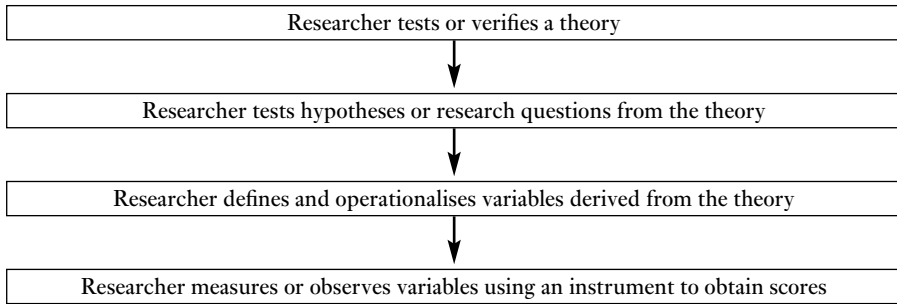 Researcher tests or verifies a theory
Researcher tests hypotheses or research questions from the theory
Researcher defines and operationalises variables derived from the theory
Researcher measures or observes variables using an instrument to obtain scores